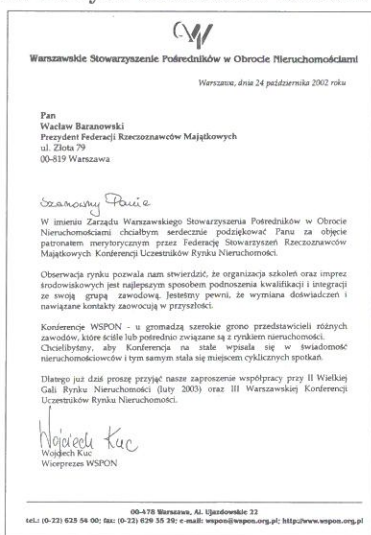 Warszawskie Stowarzyszenie Pośredników w Obrocie Nieruchomościami
Warszawa, dnia 24 października 2002 roku
Pan
Wacław Baranowski
Prezydent Federacji Rzeczoznawców Majątkowych
ul. Złota 79
00-819 Warszawa
Szanowny Panie
W imieniu Zarządu Warszawskiego Stowarzyszenia Pośredników w Obrocie
Nieruchomościami chciałbym serdecznie podziękować Panu za objęcie
patronatem merytorycznym przez Federację Stowarzyszeń Rzeczoznawców
Majątkowych Konferencji Uczestników Rynku Nieruchomości.
Obserwacja rynku pozwala nam stwierdzić, że organizacja szkoleń oraz imprez
środowiskowych jest najlepszym sposobem podnoszenia kwalifikacji i integracji
ze swoją grupą zawodową. Jesteśmy pewni, że wymiana doświadczeń i
nawiązane kontakty zaowocują w przyszłości.
Konferencje WSPON - u gromadzą szerokie grono przedstawicieli różnych
zawodów, które ściśle lub pośrednio związane są z rynkiem nieruchomości.
Chcielibyśmy, aby Konferencja na stałe wpisała się w świadomość
nieruchomościowców i tym samym stała się miejscem cyklicznych spotkań.
Dlatego już dziś proszę przyjąć nasze zaproszenie współpracy przy II Wielkiej
Gali Rynku Nieruchomości (luty 2003) oraz III Warszawskiej Konferencji
Uczestników Rynku Nieruchomości.
Wojciech Kuc
Wojciech Kuc
Wiceprezes WSPON
00-478 Warszawa, Al. Ujazdowskie 22
tel.: (0-22) 625 54 00; fax: (0-22) 629 35 29; e-mail: wspon@wspon.org.pl; http://www.wspon.org.pl